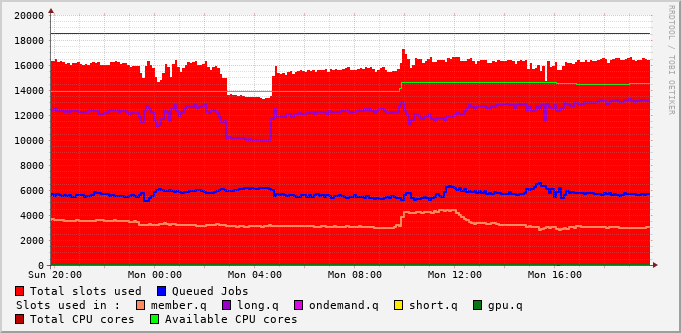 20000
18000
16000
14000
12000
10000
8000
6000
4000
2000
0
Sun 20:00 Mon 00:00 Mon 04:00 Mon 08:00 Mon 12:00 Mon 16:00
Total slots used Queued Jobs
Slots used in : member.q long.q ondemand.q short.q gpu.q
Total CPU cores Available CPU cores
RRDTOOL / TOBI OETIKER